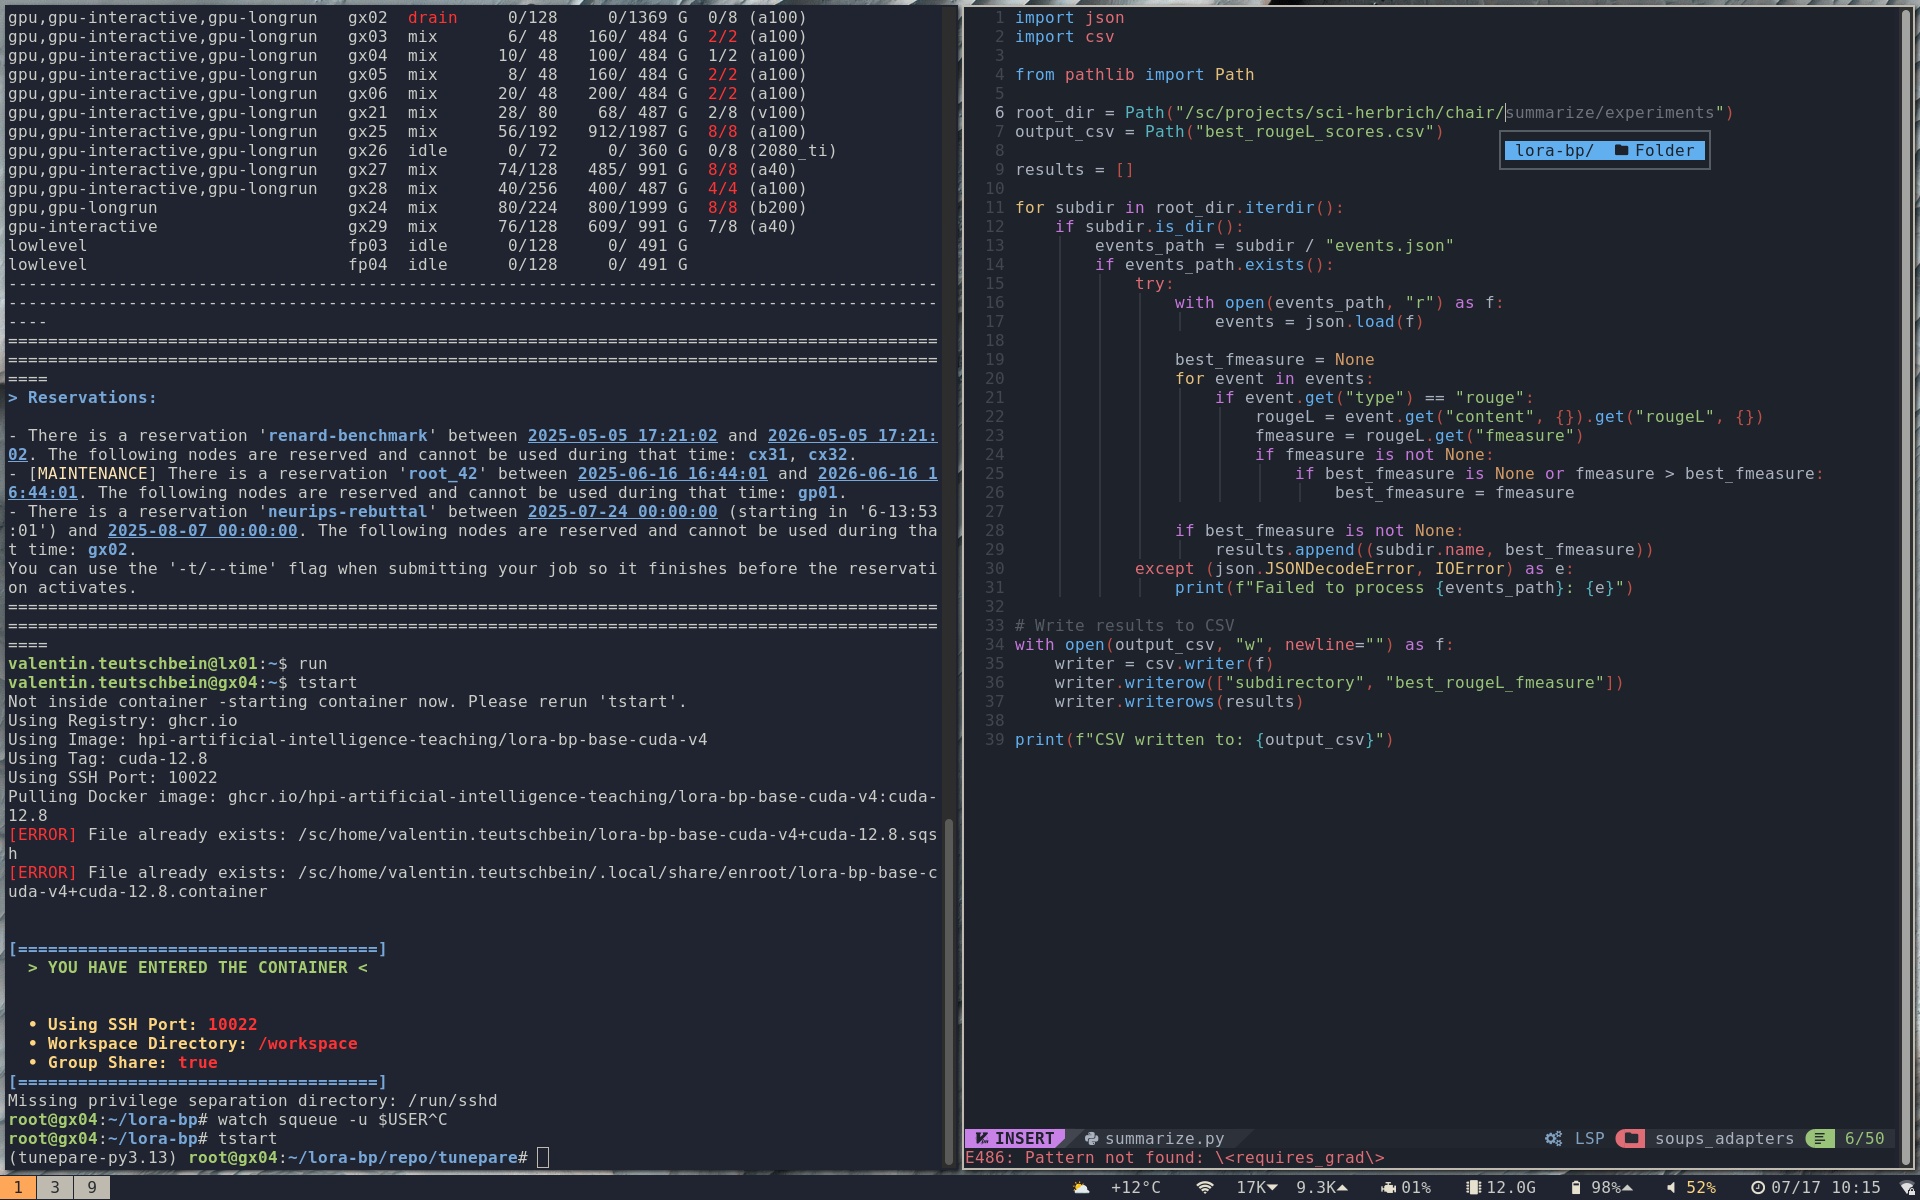 gpu,gpu-interactive,gpu-longrun   gx02  drain     0/128     0/1369 G  0/8 (a100)
gpu,gpu-interactive,gpu-longrun   gx03  mix       6/ 48   160/ 484 G  2/2 (a100)
gpu,gpu-interactive,gpu-longrun   gx04  mix      10/ 48   100/ 484 G  1/2 (a100)
gpu,gpu-interactive,gpu-longrun   gx05  mix       8/ 48   160/ 484 G  2/2 (a100)
gpu,gpu-interactive,gpu-longrun   gx06  mix      20/ 48   200/ 484 G  2/2 (a100)
gpu,gpu-interactive,gpu-longrun   gx21  mix      28/ 80    68/ 487 G  2/8 (v100)
gpu,gpu-interactive,gpu-longrun   gx25  mix      56/192   912/1987 G  8/8 (a100)
gpu,gpu-interactive,gpu-longrun   gx26  idle      0/ 72     0/ 360 G  0/8 (2080_ti)
gpu,gpu-interactive,gpu-longrun   gx27  mix      74/128   485/ 991 G  8/8 (a40)
gpu,gpu-interactive,gpu-longrun   gx28  mix      40/256   400/ 487 G  4/4 (a100)
gpu,gpu-longrun                   gx24  mix      80/224   800/1999 G  8/8 (b200)
gpu-interactive                   gx29  mix      76/128   609/ 991 G  7/8 (a40)
lowlevel                          fp03  idle      0/128     0/ 491 G
lowlevel                          fp04  idle      0/128     0/ 491 G
---------------------------------------------------------------------------------------------
---------------------------------------------------------------------------------------------
----
=============================================================================================
=============================================================================================
====
> Reservations:
- There is a reservation 'renard-benchmark' between 2025-05-05 17:21:02 and 2026-05-05 17:21:
02. The following nodes are reserved and cannot be used during that time: cx31, cx32.
- [MAINTENANCE] There is a reservation 'root_42' between 2025-06-16 16:44:01 and 2026-06-16 1
6:44:01. The following nodes are reserved and cannot be used during that time: gp01.
- There is a reservation 'neurips-rebuttal' between 2025-07-24 00:00:00 (starting in '6-13:53
:01') and 2025-08-07 00:00:00. The following nodes are reserved and cannot be used during tha
t time: gx02.
You can use the '-t/--time' flag when submitting your job so it finishes before the reservati
on activates.
=============================================================================================
=============================================================================================
====
valentin.teutschbein@lx01:~$ run
valentin.teutschbein@gx04:~$ tstart
Not inside container -starting container now. Please rerun 'tstart'.
Using Registry: ghcr.io
Using Image: hpi-artificial-intelligence-teaching/lora-bp-base-cuda-v4
Using Tag: cuda-12.8
Using SSH Port: 10022
Pulling Docker image: ghcr.io/hpi-artificial-intelligence-teaching/lora-bp-base-cuda-v4:cuda-
12.8
[ERROR] File already exists: /sc/home/valentin.teutschbein/lora-bp-base-cuda-v4+cuda-12.8.sqs
h
[ERROR] File already exists: /sc/home/valentin.teutschbein/.local/share/enroot/lora-bp-base-c
uda-v4+cuda-12.8.container
[====================================]
> YOU HAVE ENTERED THE CONTAINER <
• Using SSH Port: 10022
• Workspace Directory: /workspace
• Group Share: true
[====================================]
Missing privilege separation directory: /run/sshd
root@gx04:~/lora-bp# watch squeue -u $USER^C
root@gx04:~/lora-bp# tstart
(tunepare-py3.13) root@gx04:~/lora-bp/repo/tunepare#
1 import json
2 import csv
3
4 from pathlib import Path
5
6 root_dir = Path("/sc/projects/sci-herbrich/chair/summarize/experiments")
7 output_csv = Path("best_rougeL_scores.csv")
8
lora-bp/ Folder
9 results = []
10
11 for subdir in root_dir.iterdir():
12     if subdir.is_dir():
13         events_path = subdir / "events.json"
14         if events_path.exists():
15             try:
16                 with open(events_path, "r") as f:
17                     events = json.load(f)
18
19                 best_fmeasure = None
20                 for event in events:
21                     if event.get("type") == "rouge":
22                         rougeL = event.get("content", {}).get("rougeL", {})
23                         fmeasure = rougeL.get("fmeasure")
24                         if fmeasure is not None:
25                             if best_fmeasure is None or fmeasure > best_fmeasure:
26                                 best_fmeasure = fmeasure
27
28                 if best_fmeasure is not None:
29                     results.append((subdir.name, best_fmeasure))
30             except (json.JSONDecodeError, IOError) as e:
31                 print(f"Failed to process {events_path}: {e}")
32
33 # Write results to CSV
34 with open(output_csv, "w", newline="") as f:
35     writer = csv.writer(f)
36     writer.writerow(["subdirectory", "best_rougeL_fmeasure"])
37     writer.writerows(results)
38
39 print(f"CSV written to: {output_csv}")
INSERT summarize.py LSP soups_adapters 6/50
E486: Pattern not found: \<requires_grad\>
1 3 9 +12°C 17K 9.3K 01% 12.0G 98% 52% 07/17 10:15